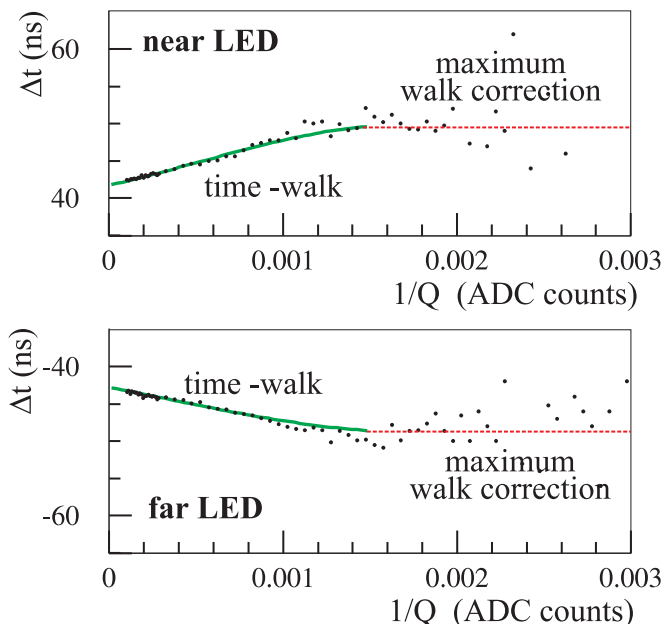 Δt (ns)
60
40
near LED
maximum
walk correction
time -walk
0
0.001
0.002
0.003
1/Q (ADC counts)
Δt (ns)
-40
-60
time -walk
maximum
walk correction
far LED
0
0.001
0.002
0.003
1/Q (ADC counts)